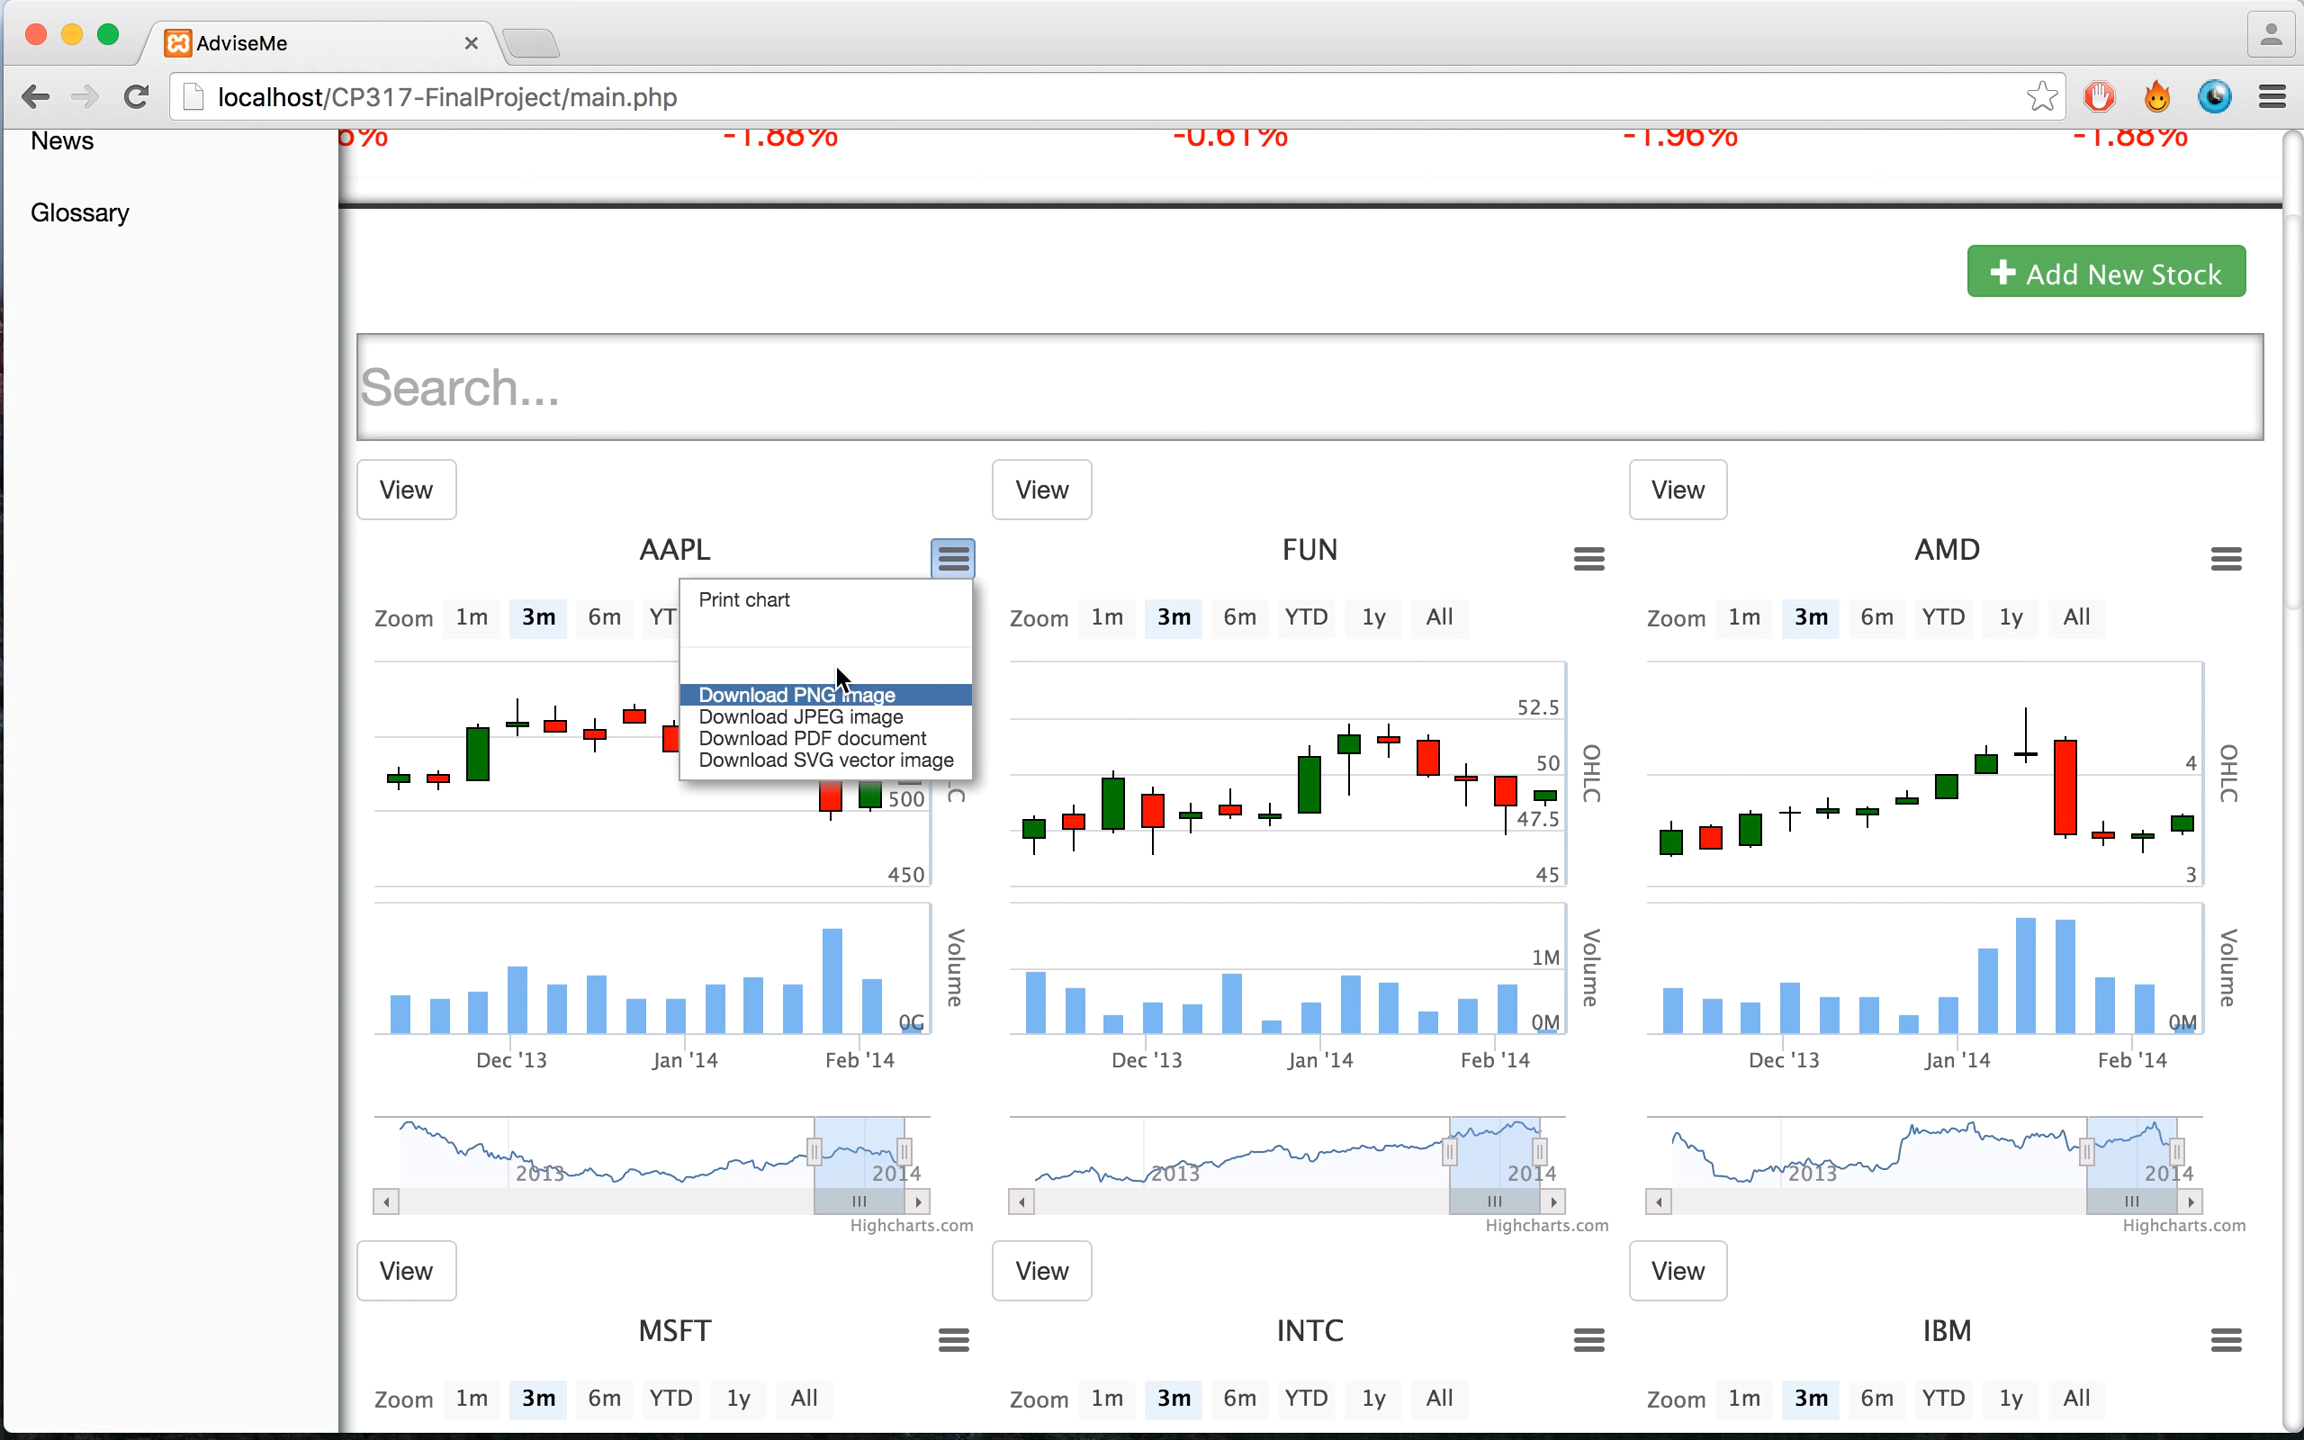 AdviseMe
localhost/CP317-FinalProject/main.php
News
Glossary
-1.88%
-0.61%
-1.96%
-1.88%
Add New Stock
Search...
View
View
View
AAPL
FUN
AMD
Print chart
Download PNG image
Download JPEG image
Download PDF document
Download SVG vector image
Zoom 1m 3m 6m
Zoom 1m 3m 6m YTD 1y All
Zoom 1m 3m 6m YTD 1y All
500
450
52.5
50
47.5
45
OHLC
4
3
OHLC
Volume
0G
1M
0M
Volume
0M
Volume
Dec '13 Jan '14 Feb '14
Dec '13 Jan '14 Feb '14
Dec '13 Jan '14 Feb '14
2013 2014
2013 2014
2013 2014
Highcharts.com
Highcharts.com
Highcharts.com
View
View
View
MSFT
INTC
IBM
Zoom 1m 3m 6m YTD 1y All
Zoom 1m 3m 6m YTD 1y All
Zoom 1m 3m 6m YTD 1y All